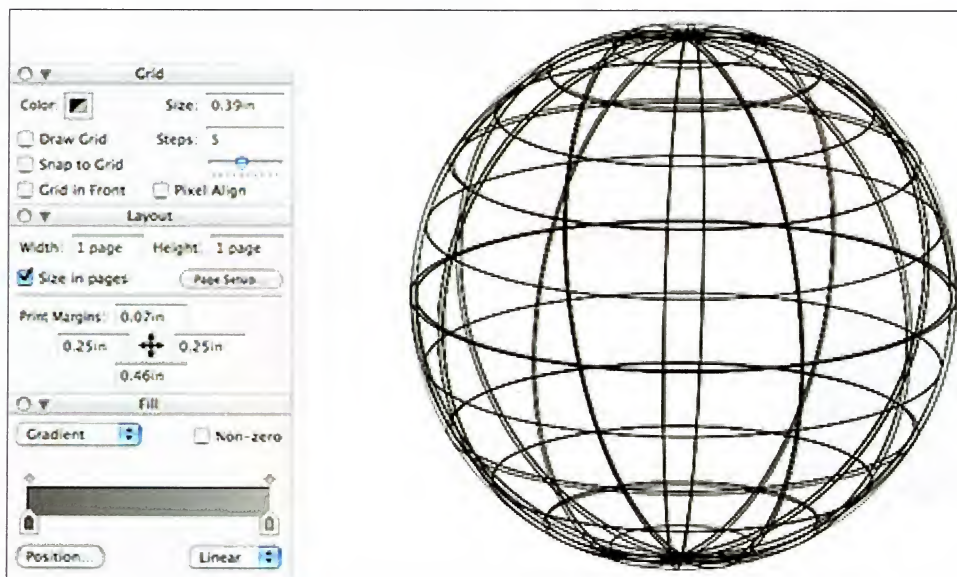 Grid
Color: Size: 0.39in
Draw Grid Steps: 5
Snap to Grid
Grid in Front Pixel Align
Layout
Width: 1 page Height: 1 page
Size in pages Page Setup...
Print Margins: 0.07in
0.25in 0.25in
0.46in
Fill
Gradient Non-zero
Position... Linear